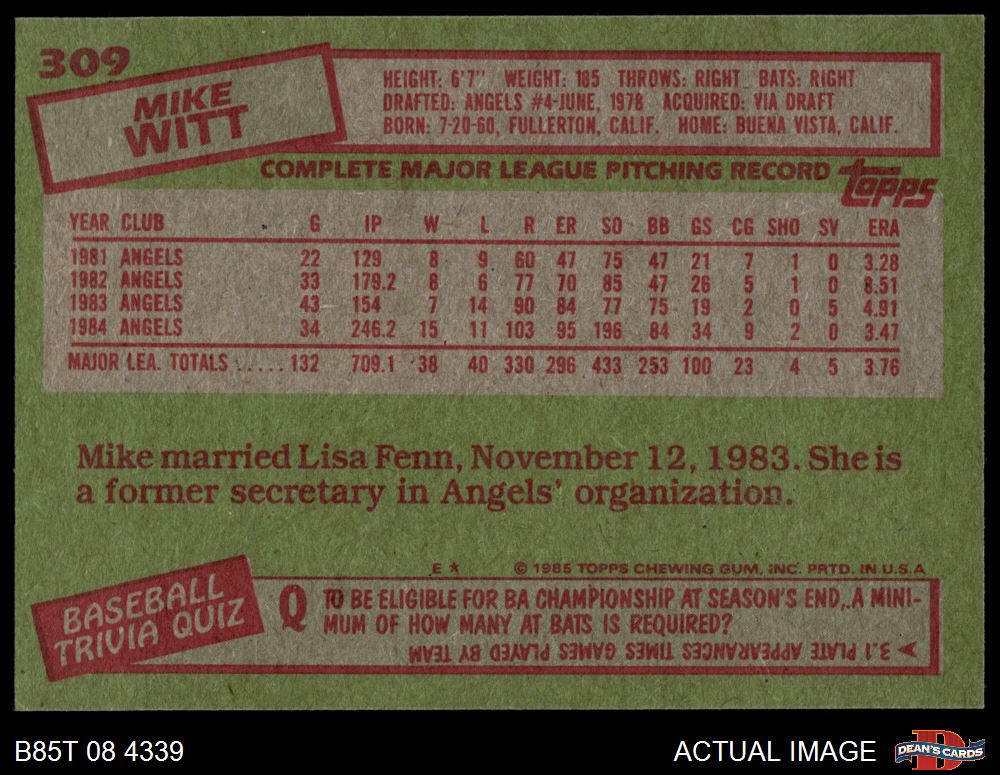 309
MIKE
WITT
HEIGHT: 6'7" WEIGHT: 185 THROWS: RIGHT BATS: RIGHT
DRAFTED: ANGELS #4-JUNE, 1978 ACQUIRED: VIA DRAFT
BORN: 7-20-60, FULLERTON, CALIF. HOME: BUENA VISTA, CALIF.
COMPLETE MAJOR LEAGUE PITCHING RECORD
topps
YEAR CLUB G IP W L R ER SO BB GS CG SHO SV ERA
1981 ANGELS 22 129 8 9 60 47 75 47 21 7 1 0 3.28
1982 ANGELS 33 179.2 8 6 77 70 85 47 26 5 1 0 8.51
1983 ANGELS 43 154 7 14 90 84 77 75 19 2 0 5 4.91
1984 ANGELS 34 246.2 15 11 103 95 196 84 34 9 2 0 3.47
MAJOR LEA. TOTALS ..... 132 709.1 38 40 330 296 433 253 100 23 4 5 3.76
Mike married Lisa Fenn, November 12, 1983. She is
a former secretary in Angels' organization.
E * © 1985 TOPPS CHEWING GUM, INC. PRTD. IN U.S.A
BASEBALL
TRIVIA QUIZ
Q TO BE ELIGIBLE FOR BA CHAMPIONSHIP AT SEASON'S END, A MINI-
MUM OF HOW MANY AT BATS IS REQUIRED?
3.1 PLATE APPEARANCES TIMES GAMES PLAYED BY TEAM
B85T 08 4339
ACTUAL IMAGE
D
DEAN'S CARDS